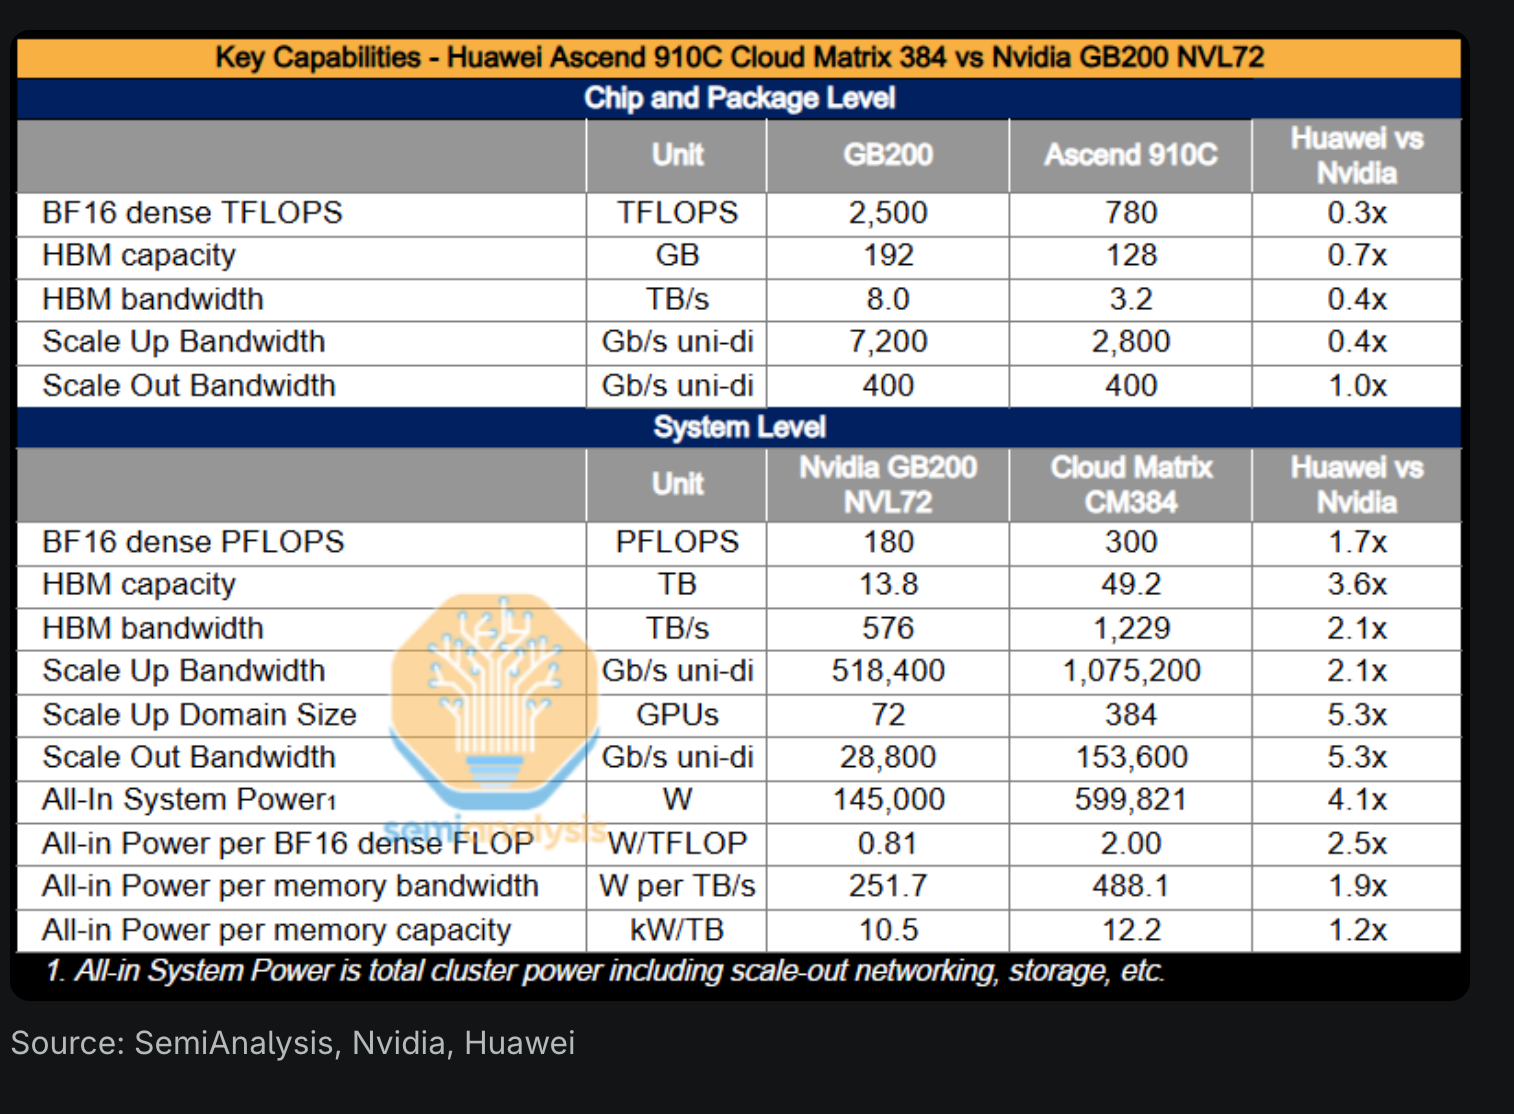 Key Capabilities - Huawei Ascend 910C Cloud Matrix 384 vs Nvidia GB200 NVL72
Chip and Package Level
Unit GB200 Ascend 910C Huawei vs Nvidia
BF16 dense TFLOPS TFLOPS 2,500 780 0.3x
HBM capacity GB 192 128 0.7x
HBM bandwidth TB/s 8.0 3.2 0.4x
Scale Up Bandwidth Gb/s uni-di 7,200 2,800 0.4x
Scale Out Bandwidth Gb/s uni-di 400 400 1.0x
System Level
Unit Nvidia GB200 NVL72 Cloud Matrix CM384 Huawei vs Nvidia
BF16 dense PFLOPS PFLOPS 180 300 1.7x
HBM capacity TB 13.8 49.2 3.6x
HBM bandwidth TB/s 576 1,229 2.1x
Scale Up Bandwidth Gb/s uni-di 518,400 1,075,200 2.1x
Scale Up Domain Size GPUs 72 384 5.3x
Scale Out Bandwidth Gb/s uni-di 28,800 153,600 5.3x
All-In System Power1 W 145,000 599,821 4.1x
semianalysis
All-in Power per BF16 dense FLOP W/TFLOP 0.81 2.00 2.5x
All-in Power per memory bandwidth W per TB/s 251.7 488.1 1.9x
All-in Power per memory capacity kW/TB 10.5 12.2 1.2x
1. All-in System Power is total cluster power including scale-out networking, storage, etc.
Source: SemiAnalysis, Nvidia, Huawei